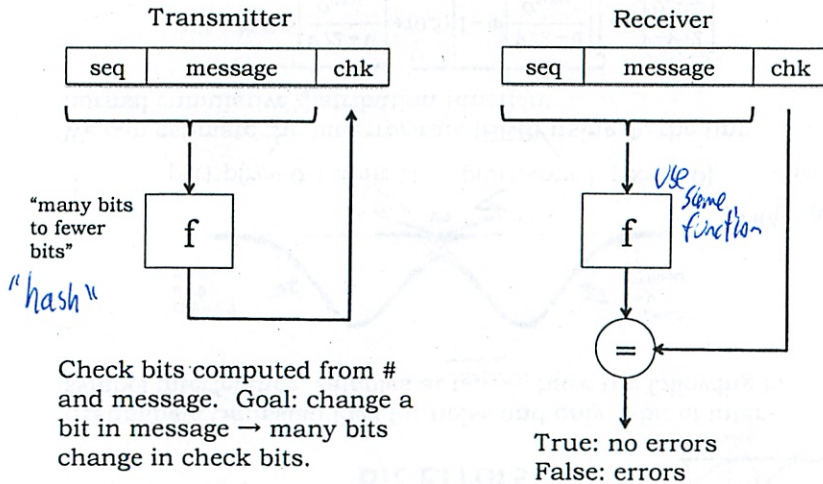 Transmitter
seq message chk
"many bits
to fewer
bits"
f
"hash"
Check bits computed from #
and message. Goal: change a
bit in message → many bits
change in check bits.
Receiver
seq message chk
use
same
function
f
=
True: no errors
False: errors